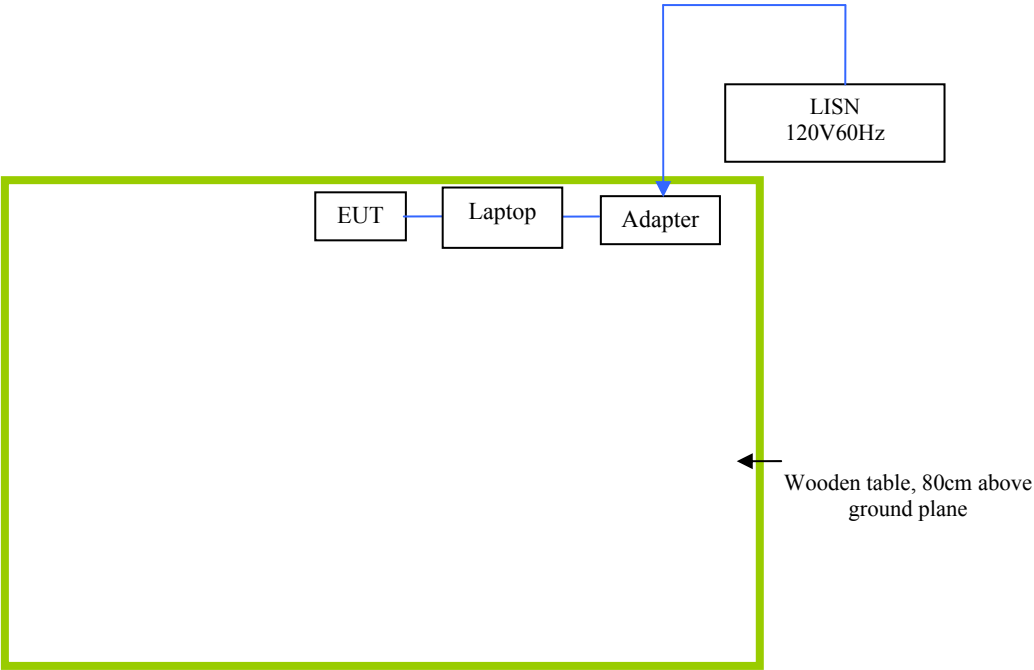 LISN
120V60Hz
EUT
Laptop
Adapter
Wooden table, 80cm above
ground plane